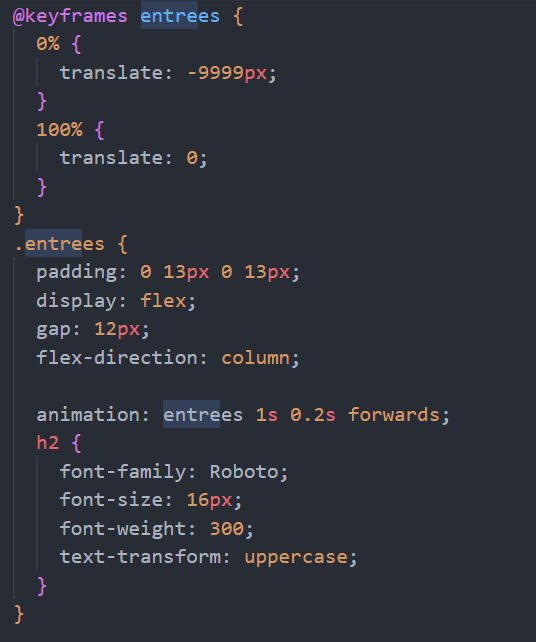 @keyframes entrees {
  0% {
    translate: -9999px;
  }
  100% {
    translate: 0;
  }
}
.entrees {
  padding: 0 13px 0 13px;
  display: flex;
  gap: 12px;
  flex-direction: column;

  animation: entrees 1s 0.2s forwards;
  h2 {
    font-family: Roboto;
    font-size: 16px;
    font-weight: 300;
    text-transform: uppercase;
  }
}